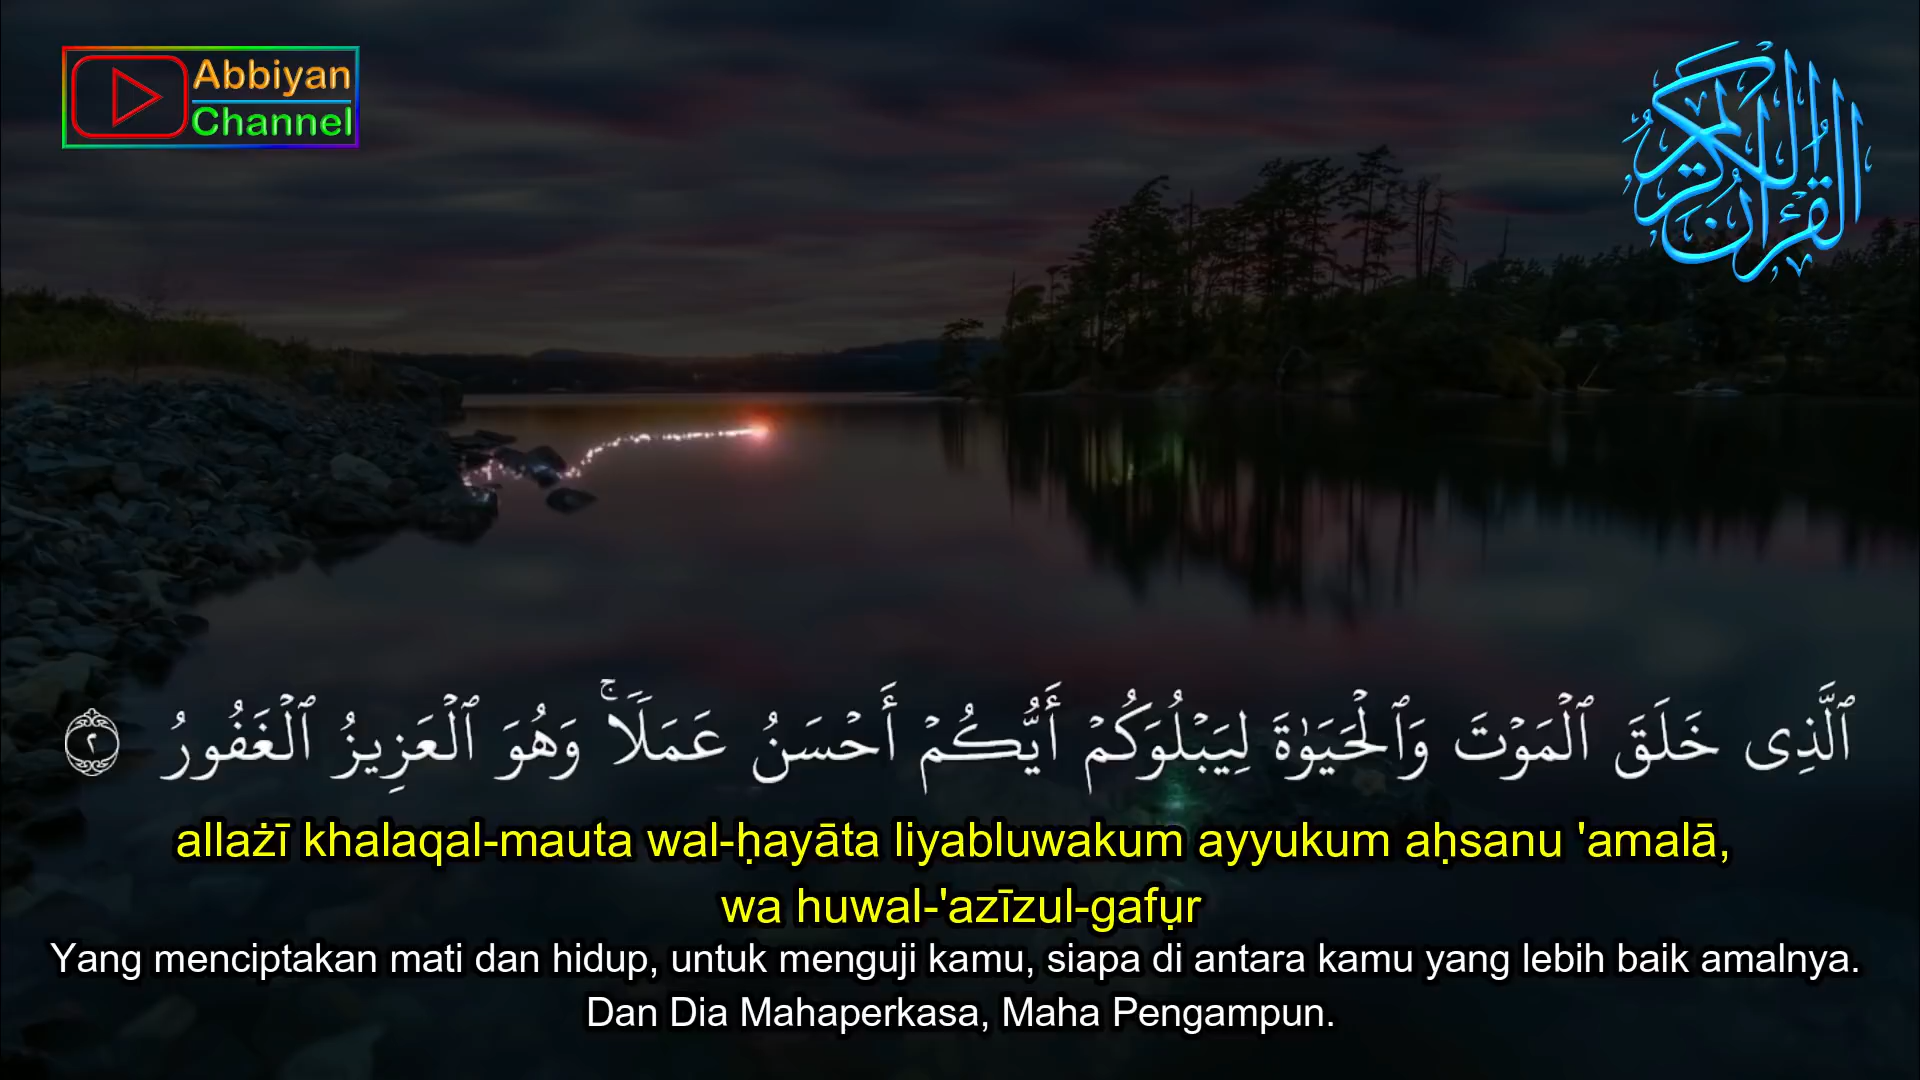 Abbiyan
Channel
القرآن الكريم
ٱلَّذِى خَلَقَ ٱلْمَوْتَ وَٱلْحَيَوٰةَ لِيَبْلُوَكُمْ أَيُّكُمْ أَحْسَنُ عَمَلًا ۚ وَهُوَ ٱلْعَزِيزُ ٱلْغَفُورُ ٢
allażī khalaqal-mauta wal-ḥayāta liyabluwakum ayyukum aḥsanu 'amalā,
wa huwal-'azīzul-gafụr
Yang menciptakan mati dan hidup, untuk menguji kamu, siapa di antara kamu yang lebih baik amalnya.
Dan Dia Mahaperkasa, Maha Pengampun.